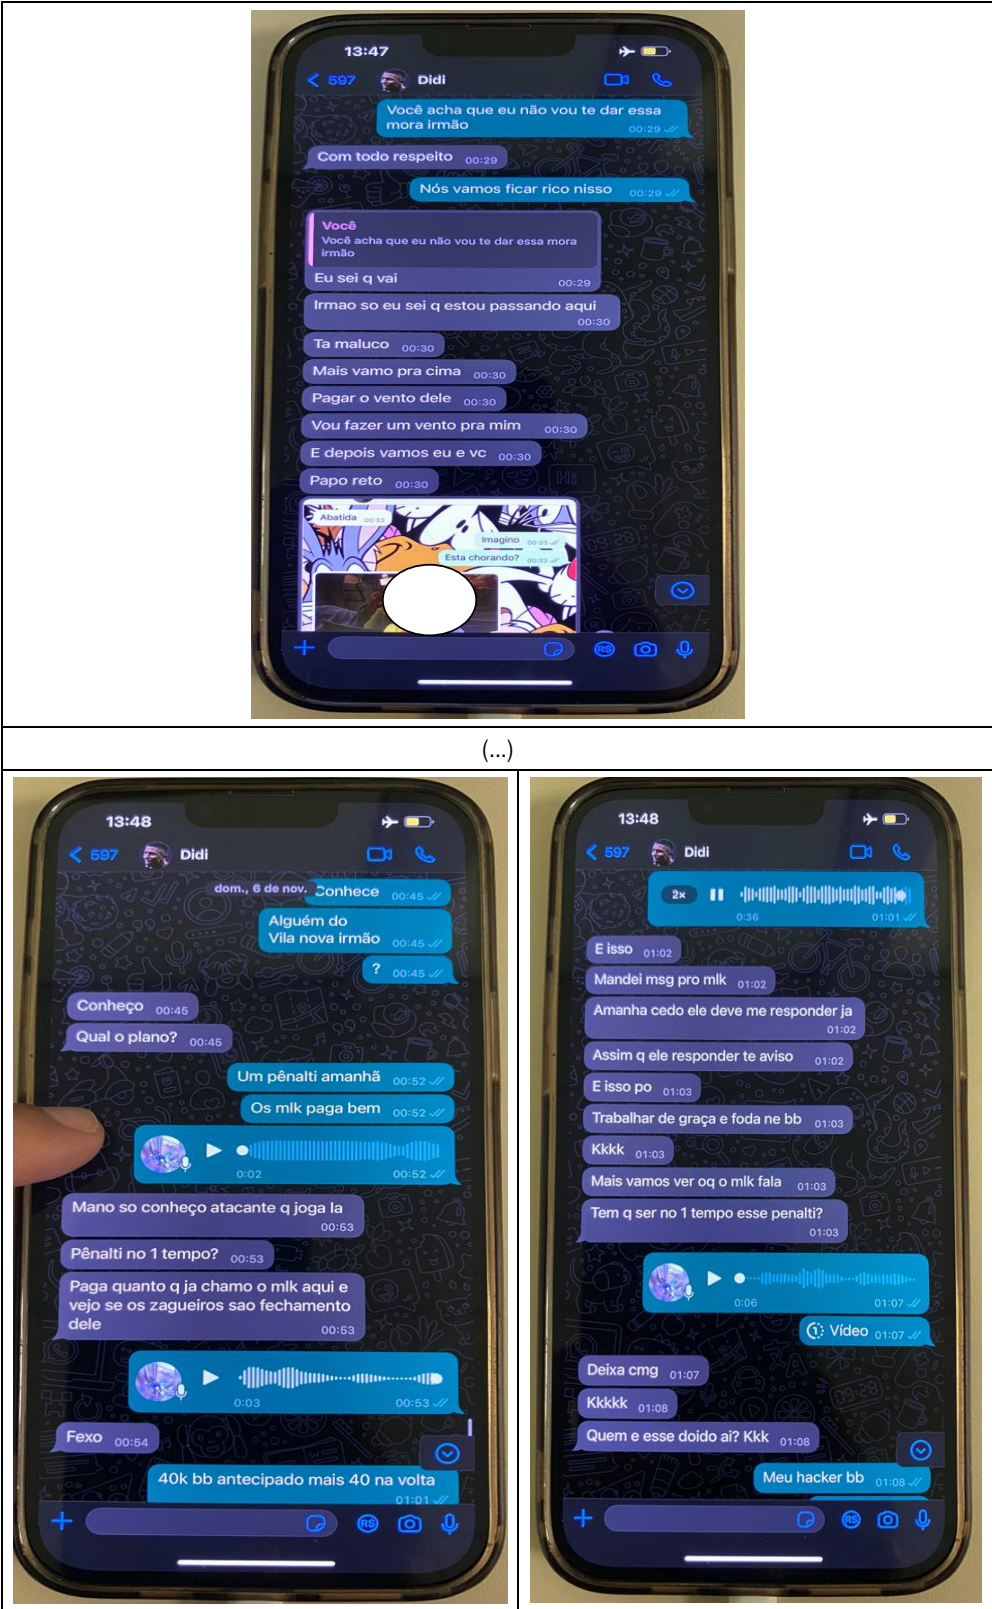 13:47
597 Didi
Você acha que eu não vou te dar essa
mora irmão 00:29
Com todo respeito 00:29
Nós vamos ficar rico nisso 00:29
Você
Você acha que eu não vou te dar essa mora
irmão
Eu sei q vai 00:29
Irmao so eu sei q estou passando aqui
00:30
Ta maluco 00:30
Mais vamo pra cima 00:30
Pagar o vento dele 00:30
Vou fazer um vento pra mim 00:30
E depois vamos eu e vc 00:30
Papo reto 00:30
Abatida 00:33
Imagino 00:33
Esta chorando? 00:33
R$
(...)
13:48
597 Didi
dom., 6 de nov.
Conhece 00:45
Alguém do
Vila nova irmão 00:45
? 00:45
Conheço 00:45
Qual o plano? 00:45
Um pênalti amanhã 00:52
Os mlk paga bem 00:52
0:02 00:52
Mano so conheço atacante q joga la
00:53
Pênalti no 1 tempo? 00:53
Paga quanto q ja chamo o mlk aqui e
vejo se os zagueiros sao fechamento
dele 00:53
0:03 00:53
Fexo 00:54
40k bb antecipado mais 40 na volta
01:01
R$
13:48
597 Didi
2×
0:36 01:01
E isso 01:02
Mandei msg pro mlk 01:02
Amanha cedo ele deve me responder ja
01:02
Assim q ele responder te aviso 01:02
E isso po 01:03
Trabalhar de graça e foda ne bb 01:03
Kkkk 01:03
Mais vamos ver oq o mlk fala 01:03
Tem q ser no 1 tempo esse penalti?
01:03
0:06 01:07
1 Vídeo 01:07
Deixa cmg 01:07
Kkkkk 01:08
Quem e esse doido ai? Kkk 01:08
Meu hacker bb 01:08
R$